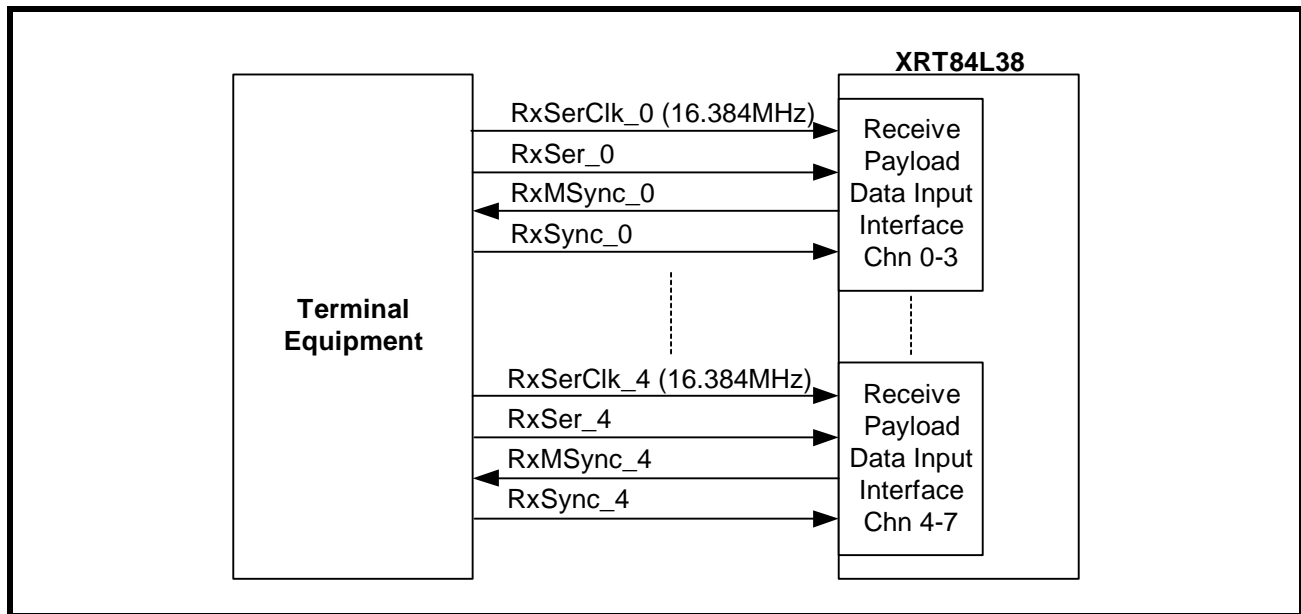 XRT84L38
RxSerClk_0 (16.384MHz)
RxSer_0
RxMSync_0
RxSync_0
Receive
Payload
Data Input
Interface
Chn 0-3
Terminal
Equipment
RxSerClk_4 (16.384MHz)
RxSer_4
RxMSync_4
RxSync_4
Receive
Payload
Data Input
Interface
Chn 4-7